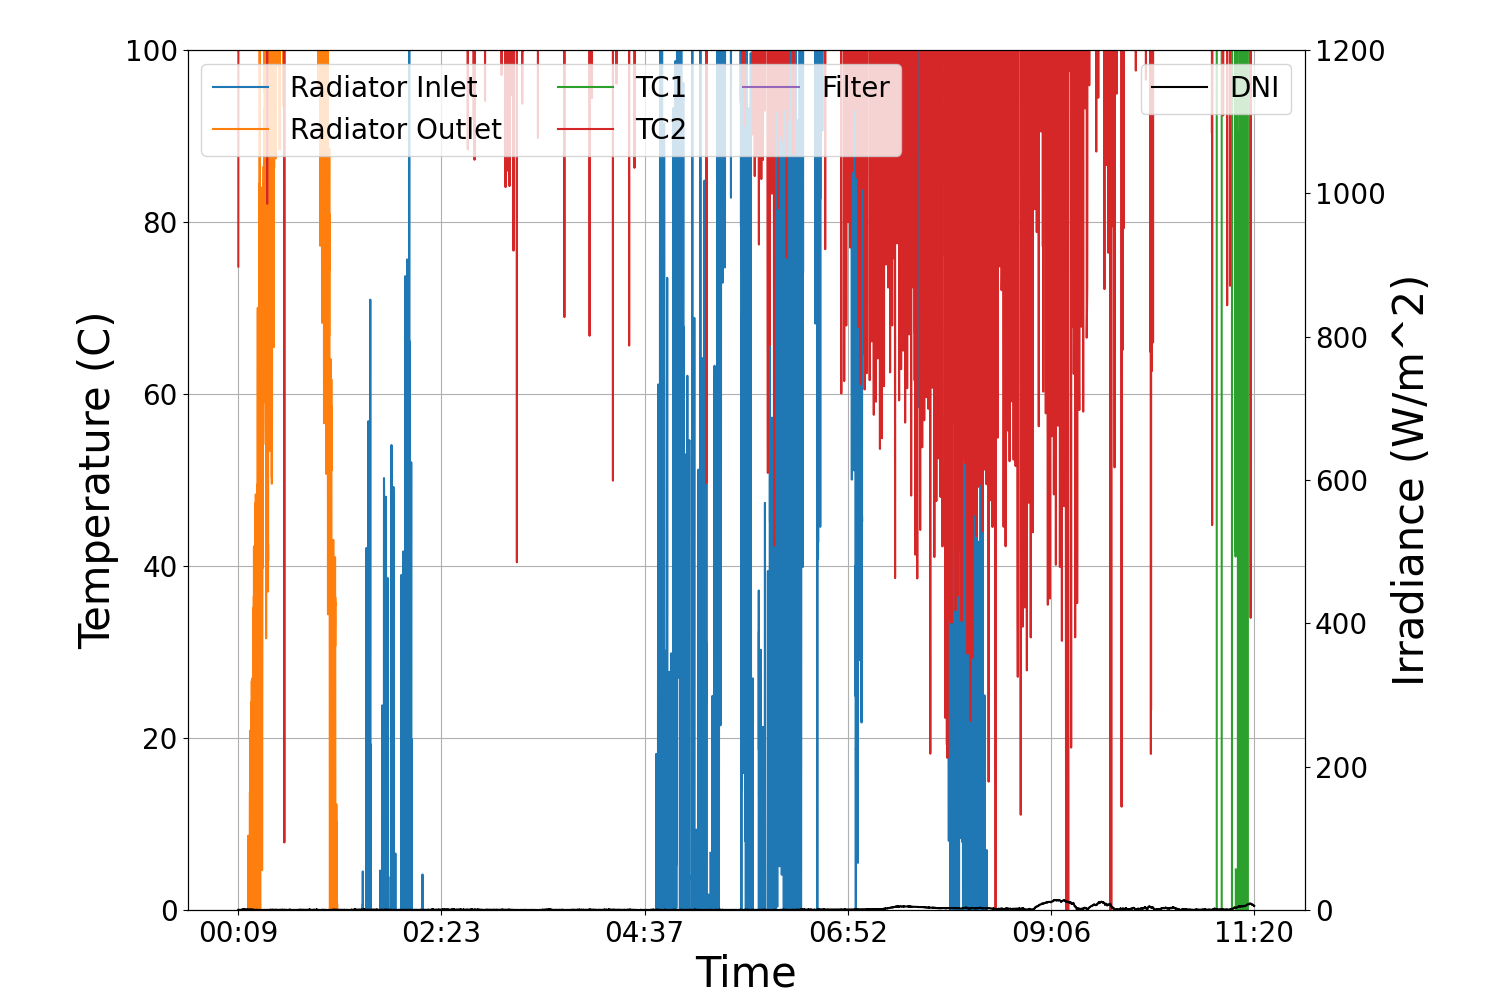 Radiator Inlet
Radiator Outlet
TC1
TC2
Filter
DNI
Temperature (C)
100
80
60
40
20
0
Irradiance (W/m^2)
1200
1000
800
600
400
200
0
00:09 02:23 04:37 06:52 09:06 11:20
Time